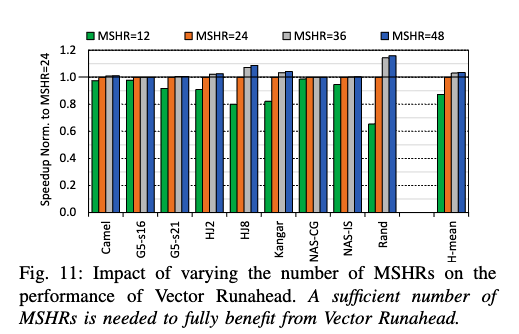 MSHR=12 MSHR=24 MSHR=36 MSHR=48
Speedup Norm. to MSHR=24
1.2
1.0
0.8
0.6
0.4
0.2
0.0
Camel
G5-s16
G5-s21
HJ2
HJ8
Kangar
NAS-CG
NAS-IS
Rand
H-mean
Fig. 11: Impact of varying the number of MSHRs on the
performance of Vector Runahead. A sufficient number of
MSHRs is needed to fully benefit from Vector Runahead.